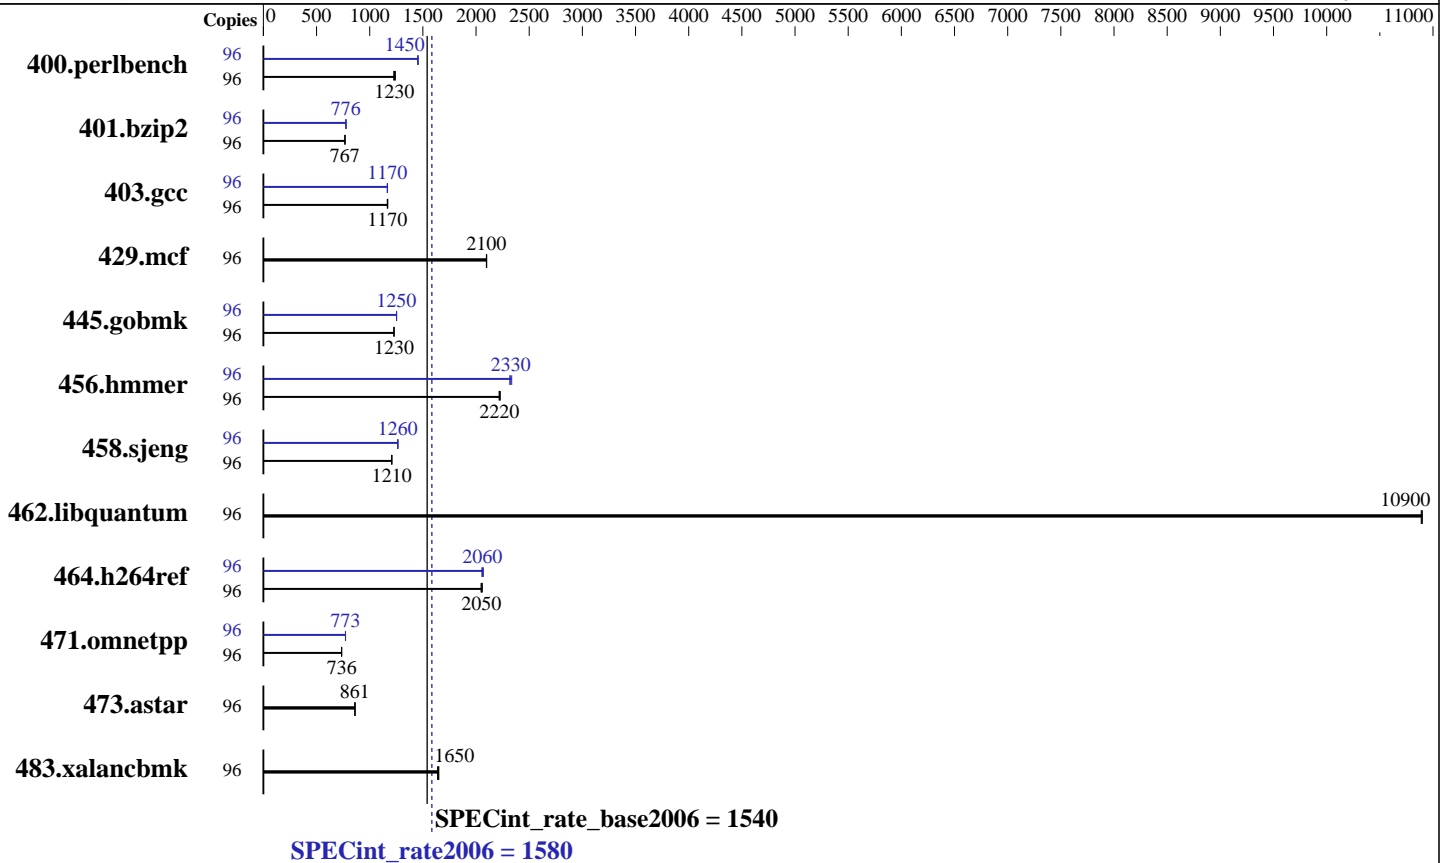 Copies 0 500 1000 1500 2000 2500 3000 3500 4000 4500 5000 5500 6000 6500 7000 7500 8000 8500 9000 9500 10000 11000
1450
400.perlbench 96
96
1230
776
401.bzip2 96
96
767
1170
403.gcc 96
96
1170
2100
429.mcf 96
1250
445.gobmk 96
96
1230
2330
456.hmmer 96
96
2220
1260
458.sjeng 96
96
1210
10900
462.libquantum 96
2060
464.h264ref 96
96
2050
773
471.omnetpp 96
96
736
861
473.astar 96
1650
483.xalancbmk 96
SPECint_rate_base2006 = 1540
SPECint_rate2006 = 1580